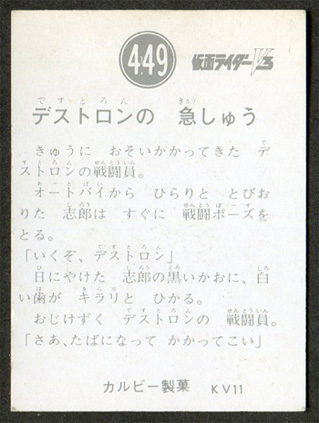 449
仮面ライダーV3
デストロンの 急しゅう
きゅうに おそいかかってきた デ
ストロンの戦闘員。
オートバイから ひらりと とびお
りた 志郎は すぐに 戦闘ポーズを
とる。
「いくぞ、デストロン」
日にやけた 志郎の黒いかおに、白
い歯が キラリと ひかる。
おじけずく デストロンの 戦闘員。
「さあ、たばになって かかってこい」
カルビー製菓 KV11